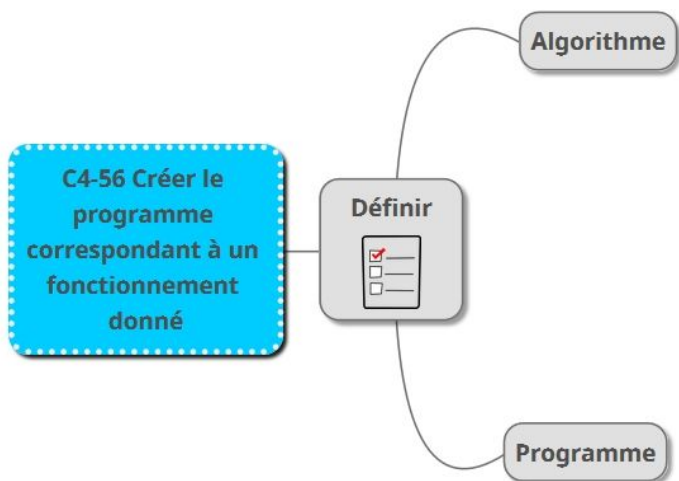 Algorithme
C4-56 Créer le
programme
correspondant à un
fonctionnement
donné
Définir
Programme